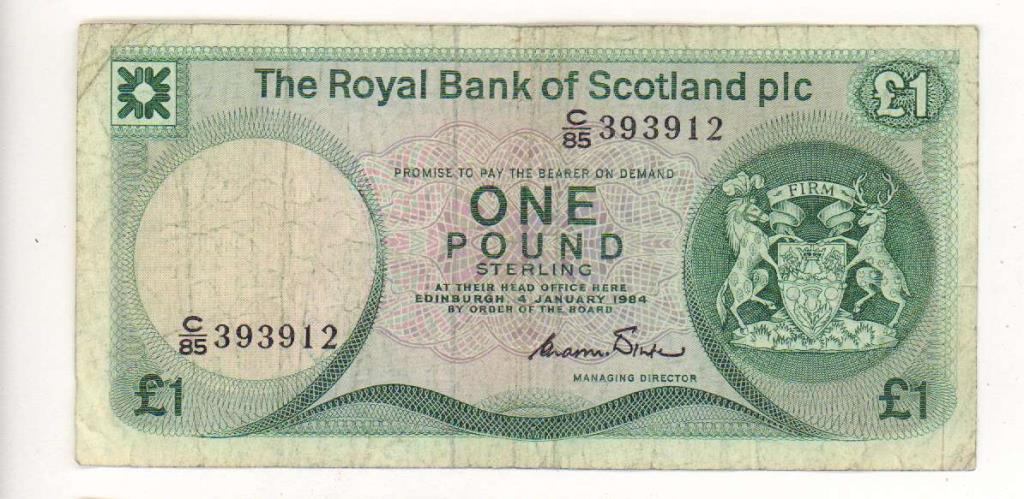 The Royal Bank of Scotland plc
£1
C/85 393912
PROMISE TO PAY THE BEARER ON DEMAND
ONE
POUND
STERLING
AT THEIR HEAD OFFICE HERE
EDINBURGH, 4 JANUARY 1984
BY ORDER OF THE BOARD
FIRM
C/85 393912
MANAGING DIRECTOR
£1
£1